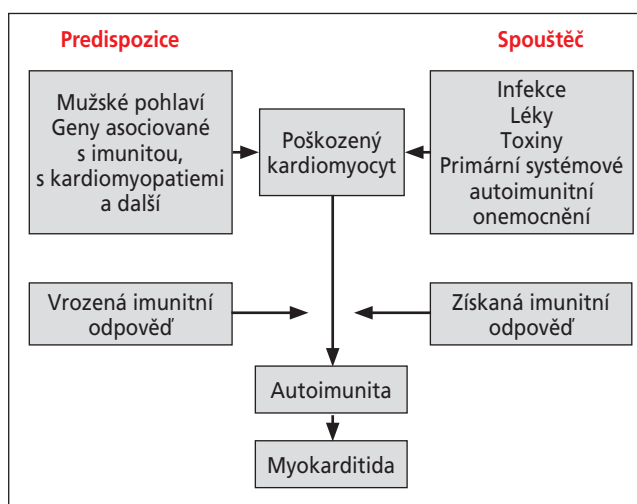 Predispozice
Spouštěč
Mužské pohlaví
Geny asociované
s imunitou,
s kardiomyopatiemi
a další
Poškozený
kardiomyocyt
Infekce
Léky
Toxiny
Primární systémové
autoimunitní
onemocnění
Vrozená imunitní
odpověď
Získaná imunitní
odpověď
Autoimunita
Myokarditida